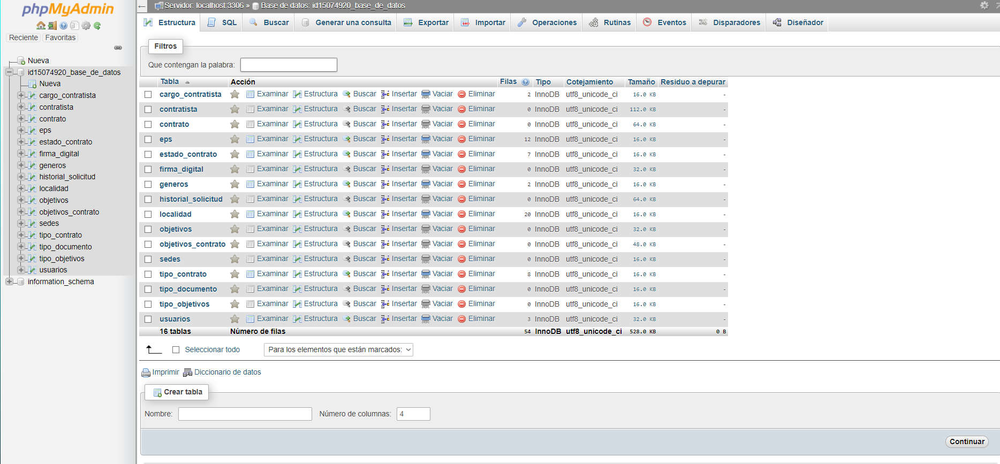 phpMyAdmin
Reciente Favoritas
Nueva
id15074920_base_de_datos
Nueva
cargo_contratista
contratista
contrato
eps
estado_contrato
firma_digital
generos
historial_solicitud
localidad
objetivos
objetivos_contrato
sedes
tipo_contrato
tipo_documento
tipo_objetivos
usuarios
information_schema
Servidor: localhost:3306 » Base de datos: id15074920_base_de_datos
Estructura SQL Buscar Generar una consulta Exportar Importar Operaciones Rutinas Eventos Disparadores Diseñador
Filtros
Que contengan la palabra:
Tabla Acción Filas Tipo Cotejamiento Tamaño Residuo a depurar
cargo_contratista Examinar Estructura Buscar Insertar Vaciar Eliminar 2 InnoDB utf8_unicode_ci 16.0 KB -
contratista Examinar Estructura Buscar Insertar Vaciar Eliminar 0 InnoDB utf8_unicode_ci 112.0 KB -
contrato Examinar Estructura Buscar Insertar Vaciar Eliminar 0 InnoDB utf8_unicode_ci 64.0 KB -
eps Examinar Estructura Buscar Insertar Vaciar Eliminar 12 InnoDB utf8_unicode_ci 16.0 KB -
estado_contrato Examinar Estructura Buscar Insertar Vaciar Eliminar 7 InnoDB utf8_unicode_ci 16.0 KB -
firma_digital Examinar Estructura Buscar Insertar Vaciar Eliminar 0 InnoDB utf8_unicode_ci 32.0 KB -
generos Examinar Estructura Buscar Insertar Vaciar Eliminar 2 InnoDB utf8_unicode_ci 16.0 KB -
historial_solicitud Examinar Estructura Buscar Insertar Vaciar Eliminar 0 InnoDB utf8_unicode_ci 64.0 KB -
localidad Examinar Estructura Buscar Insertar Vaciar Eliminar 20 InnoDB utf8_unicode_ci 16.0 KB -
objetivos Examinar Estructura Buscar Insertar Vaciar Eliminar 0 InnoDB utf8_unicode_ci 32.0 KB -
objetivos_contrato Examinar Estructura Buscar Insertar Vaciar Eliminar 0 InnoDB utf8_unicode_ci 48.0 KB -
sedes Examinar Estructura Buscar Insertar Vaciar Eliminar 0 InnoDB utf8_unicode_ci 16.0 KB -
tipo_contrato Examinar Estructura Buscar Insertar Vaciar Eliminar 8 InnoDB utf8_unicode_ci 16.0 KB -
tipo_documento Examinar Estructura Buscar Insertar Vaciar Eliminar 0 InnoDB utf8_unicode_ci 16.0 KB -
tipo_objetivos Examinar Estructura Buscar Insertar Vaciar Eliminar 0 InnoDB utf8_unicode_ci 16.0 KB -
usuarios Examinar Estructura Buscar Insertar Vaciar Eliminar 3 InnoDB utf8_unicode_ci 32.0 KB -
16 tablas Número de filas 54 InnoDB utf8_unicode_ci 528.0 KB 0 B
Seleccionar todo Para los elementos que están marcados:
Imprimir Diccionario de datos
Crear tabla
Nombre: Número de columnas: 4
Continuar